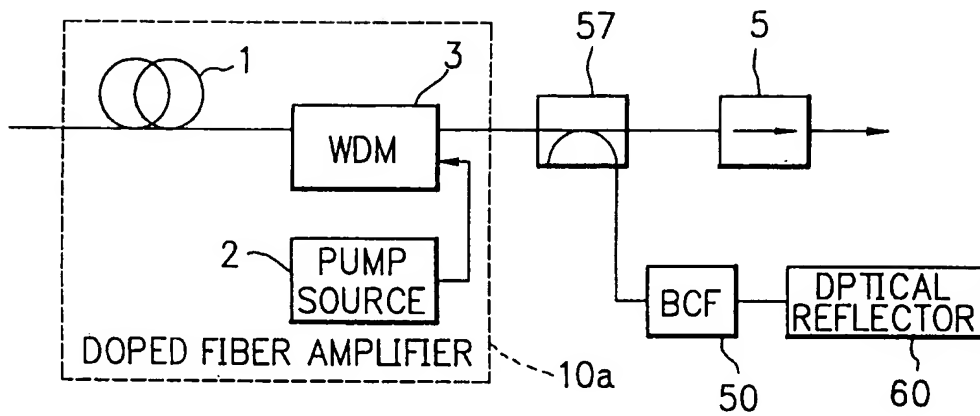 57
5
1
3
WDM
2
PUMP
SOURCE
BCF
DPTICAL
REFLECTOR
DOPED FIBER AMPLIFIER
10a
50
60